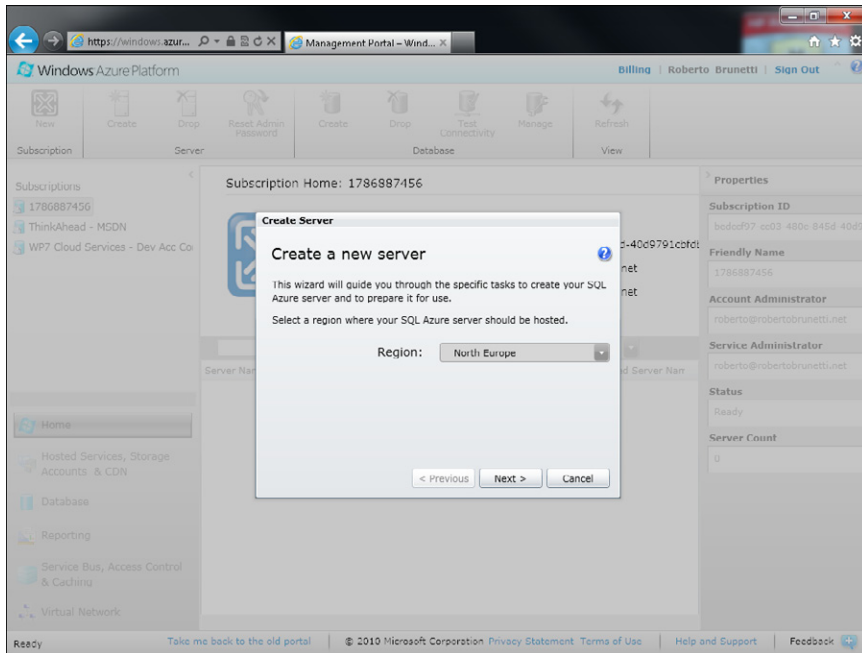 https://windows.azur...
Management Portal – Wind...
Windows Azure Platform
Billing | Roberto Brunetti | Sign Out
New
Create
Drop
Reset Admin Password
Create
Drop
Test Connectivity
Manage
Refresh
Subscription
Server
Database
View
Subscriptions
1786887456
ThinkAhead - MSDN
WP7 Cloud Services - Dev Acc Co
Home
Hosted Services, Storage
Accounts & CDN
Database
Reporting
Service Bus, Access Control
& Caching
Virtual Network
Subscription Home: 1786887456
d-40d9791cbfd
net
net
Server Nar
d Server Nam
Create Server
Create a new server
This wizard will guide you through the specific tasks to create your SQL
Azure server and to prepare it for use.
Select a region where your SQL Azure server should be hosted.
Region: North Europe
< Previous
Next >
Cancel
Properties
Subscription ID
Friendly Name
1786887456
Account Administrator
roberto@robertobrunetti.net
Service Administrator
roberto@robertobrunetti.net
Status
Ready
Server Count
0
Ready
Take me back to the old portal
© 2010 Microsoft Corporation Privacy Statement Terms of Use
Help and Support
Feedback